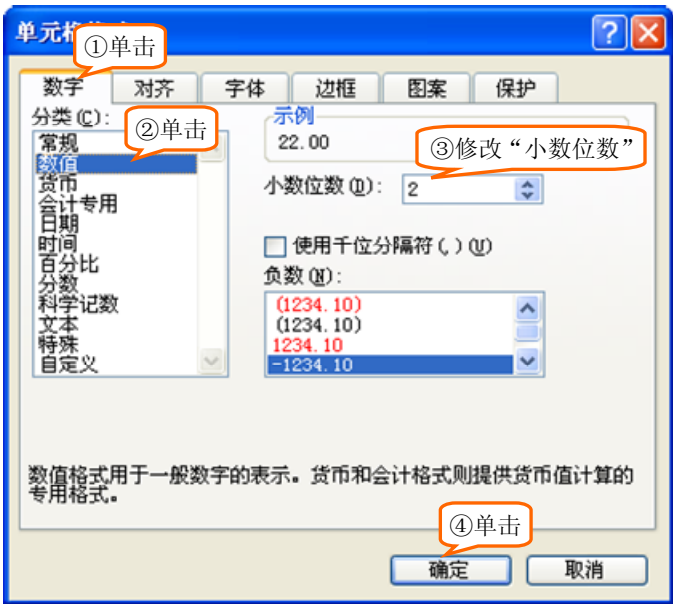 单元格
①单击
数字 对齐 字体 边框 图案 保护
分类(C):
②单击
常规
数值
货币
会计专用
日期
时间
百分比
分数
科学记数
文本
特殊
自定义
示例
22.00
③修改“小数位数”
小数位数(D): 2
使用千位分隔符(,)(U)
负数(N):
(1234.10)
(1234.10)
1234.10
-1234.10
数值格式用于一般数字的表示。货币和会计格式则提供货币值计算的
专用格式。
④单击
确定 取消